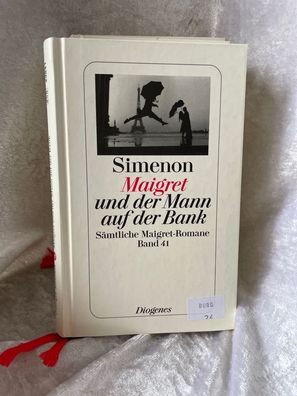 Simenon
Maigret
und der Mann
auf der Bank
Sämtliche Maigret-Romane
Band 41
Diogenes